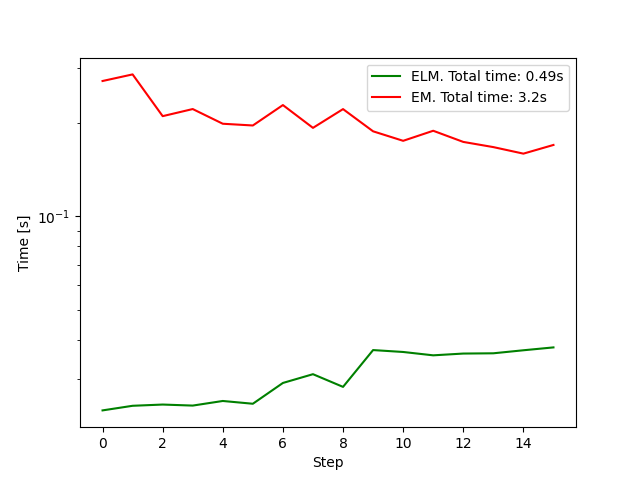 ELM. Total time: 0.49s
EM. Total time: 3.2s
Time [s]
10⁻¹
0 2 4 6 8 10 12 14
Step